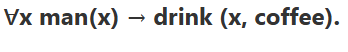 ∀x man(x) → drink (x, coffee).